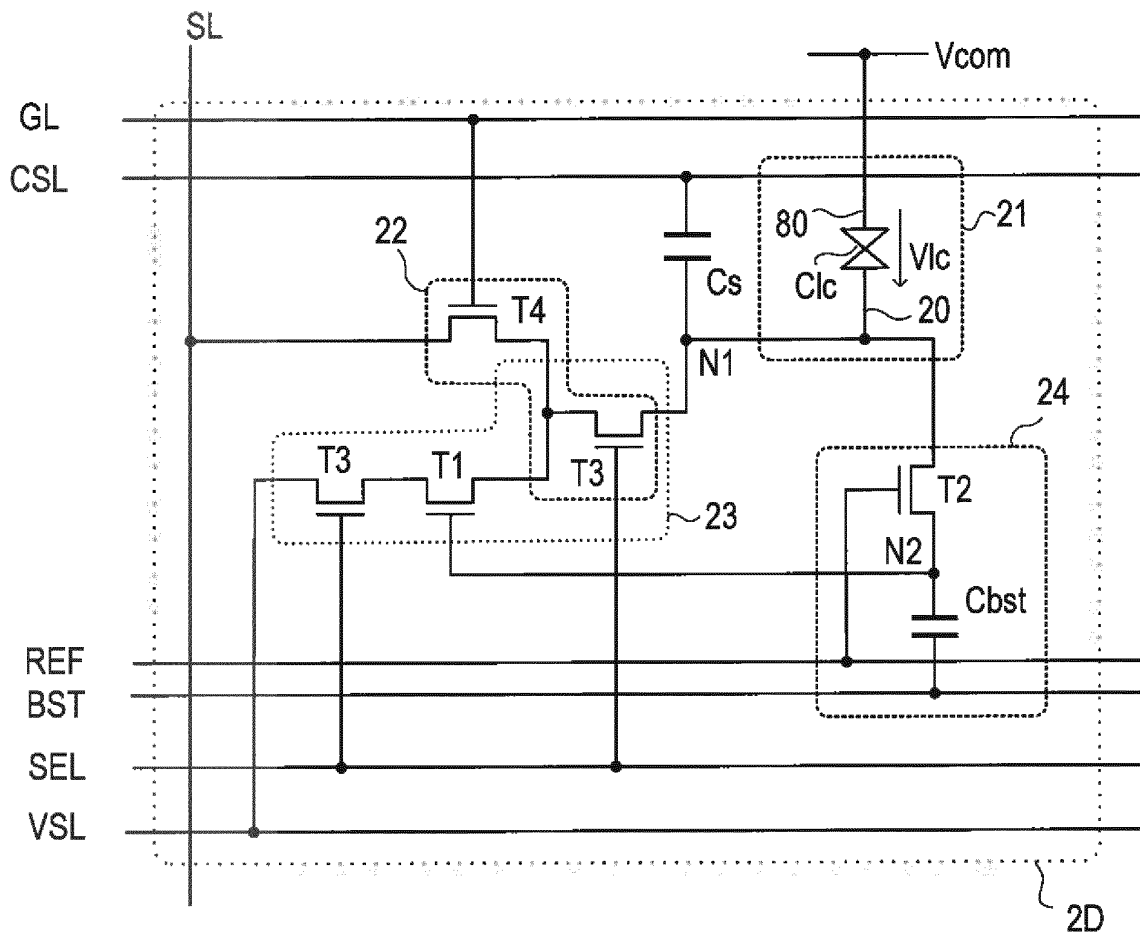 SL
Vcom
GL
CSL
80
21
22
Clc
Vlc
Cs
20
T4
N1
24
T3
T1
T3
T2
23
N2
Cbst
REF
BST
SEL
VSL
2D